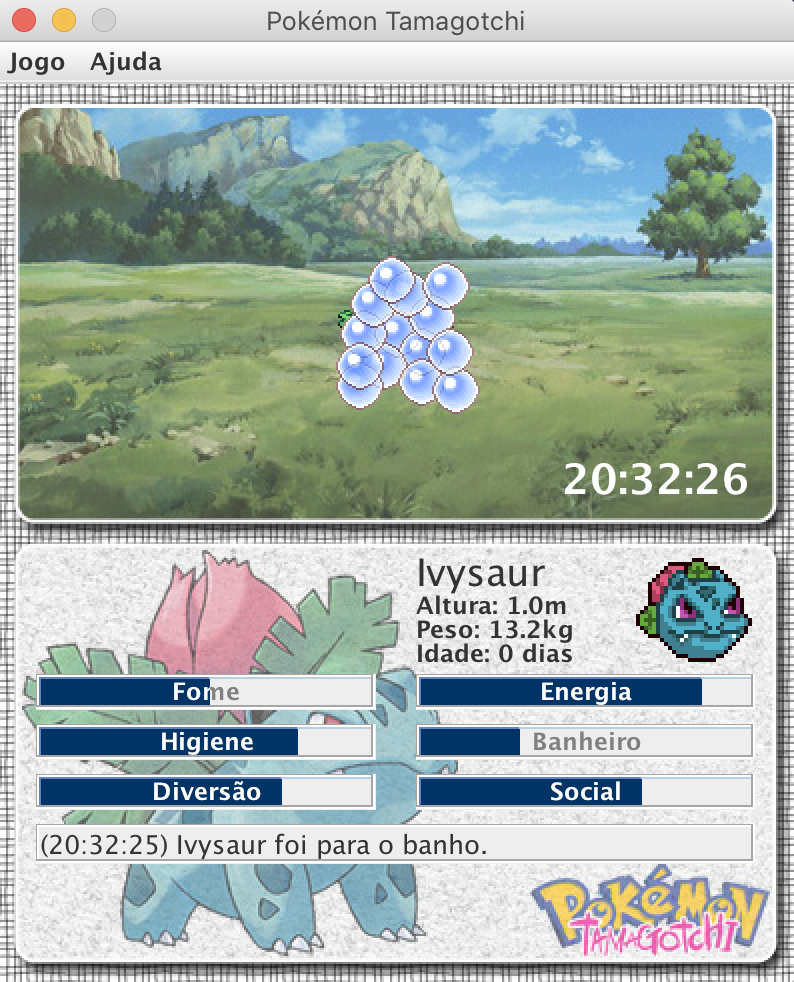 Pokémon Tamagotchi
Jogo Ajuda
20:32:26
Ivysaur
Altura: 1.0m
Peso: 13.2kg
Idade: 0 dias
Fome Energia
Higiene Banheiro
Diversão Social
(20:32:25) Ivysaur foi para o banho.
POKéMON
TAMAGOTCHI